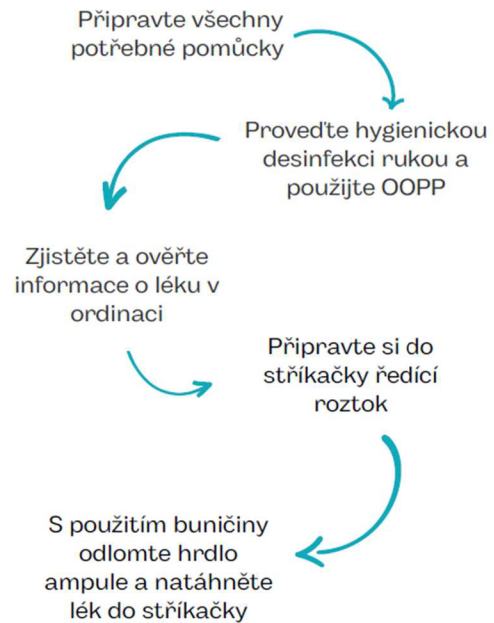 Připravte všechny
potřebné pomůcky
Proveďte hygienickou
desinfekci rukou a
použijte OOPP
Zjistěte a ověřte
informace o léku v
ordinaci
Připravte si do
stříkačky ředící
roztok
S použitím buničiny
odlomte hrdlo
ampule a natáhněte
lék do stříkačky